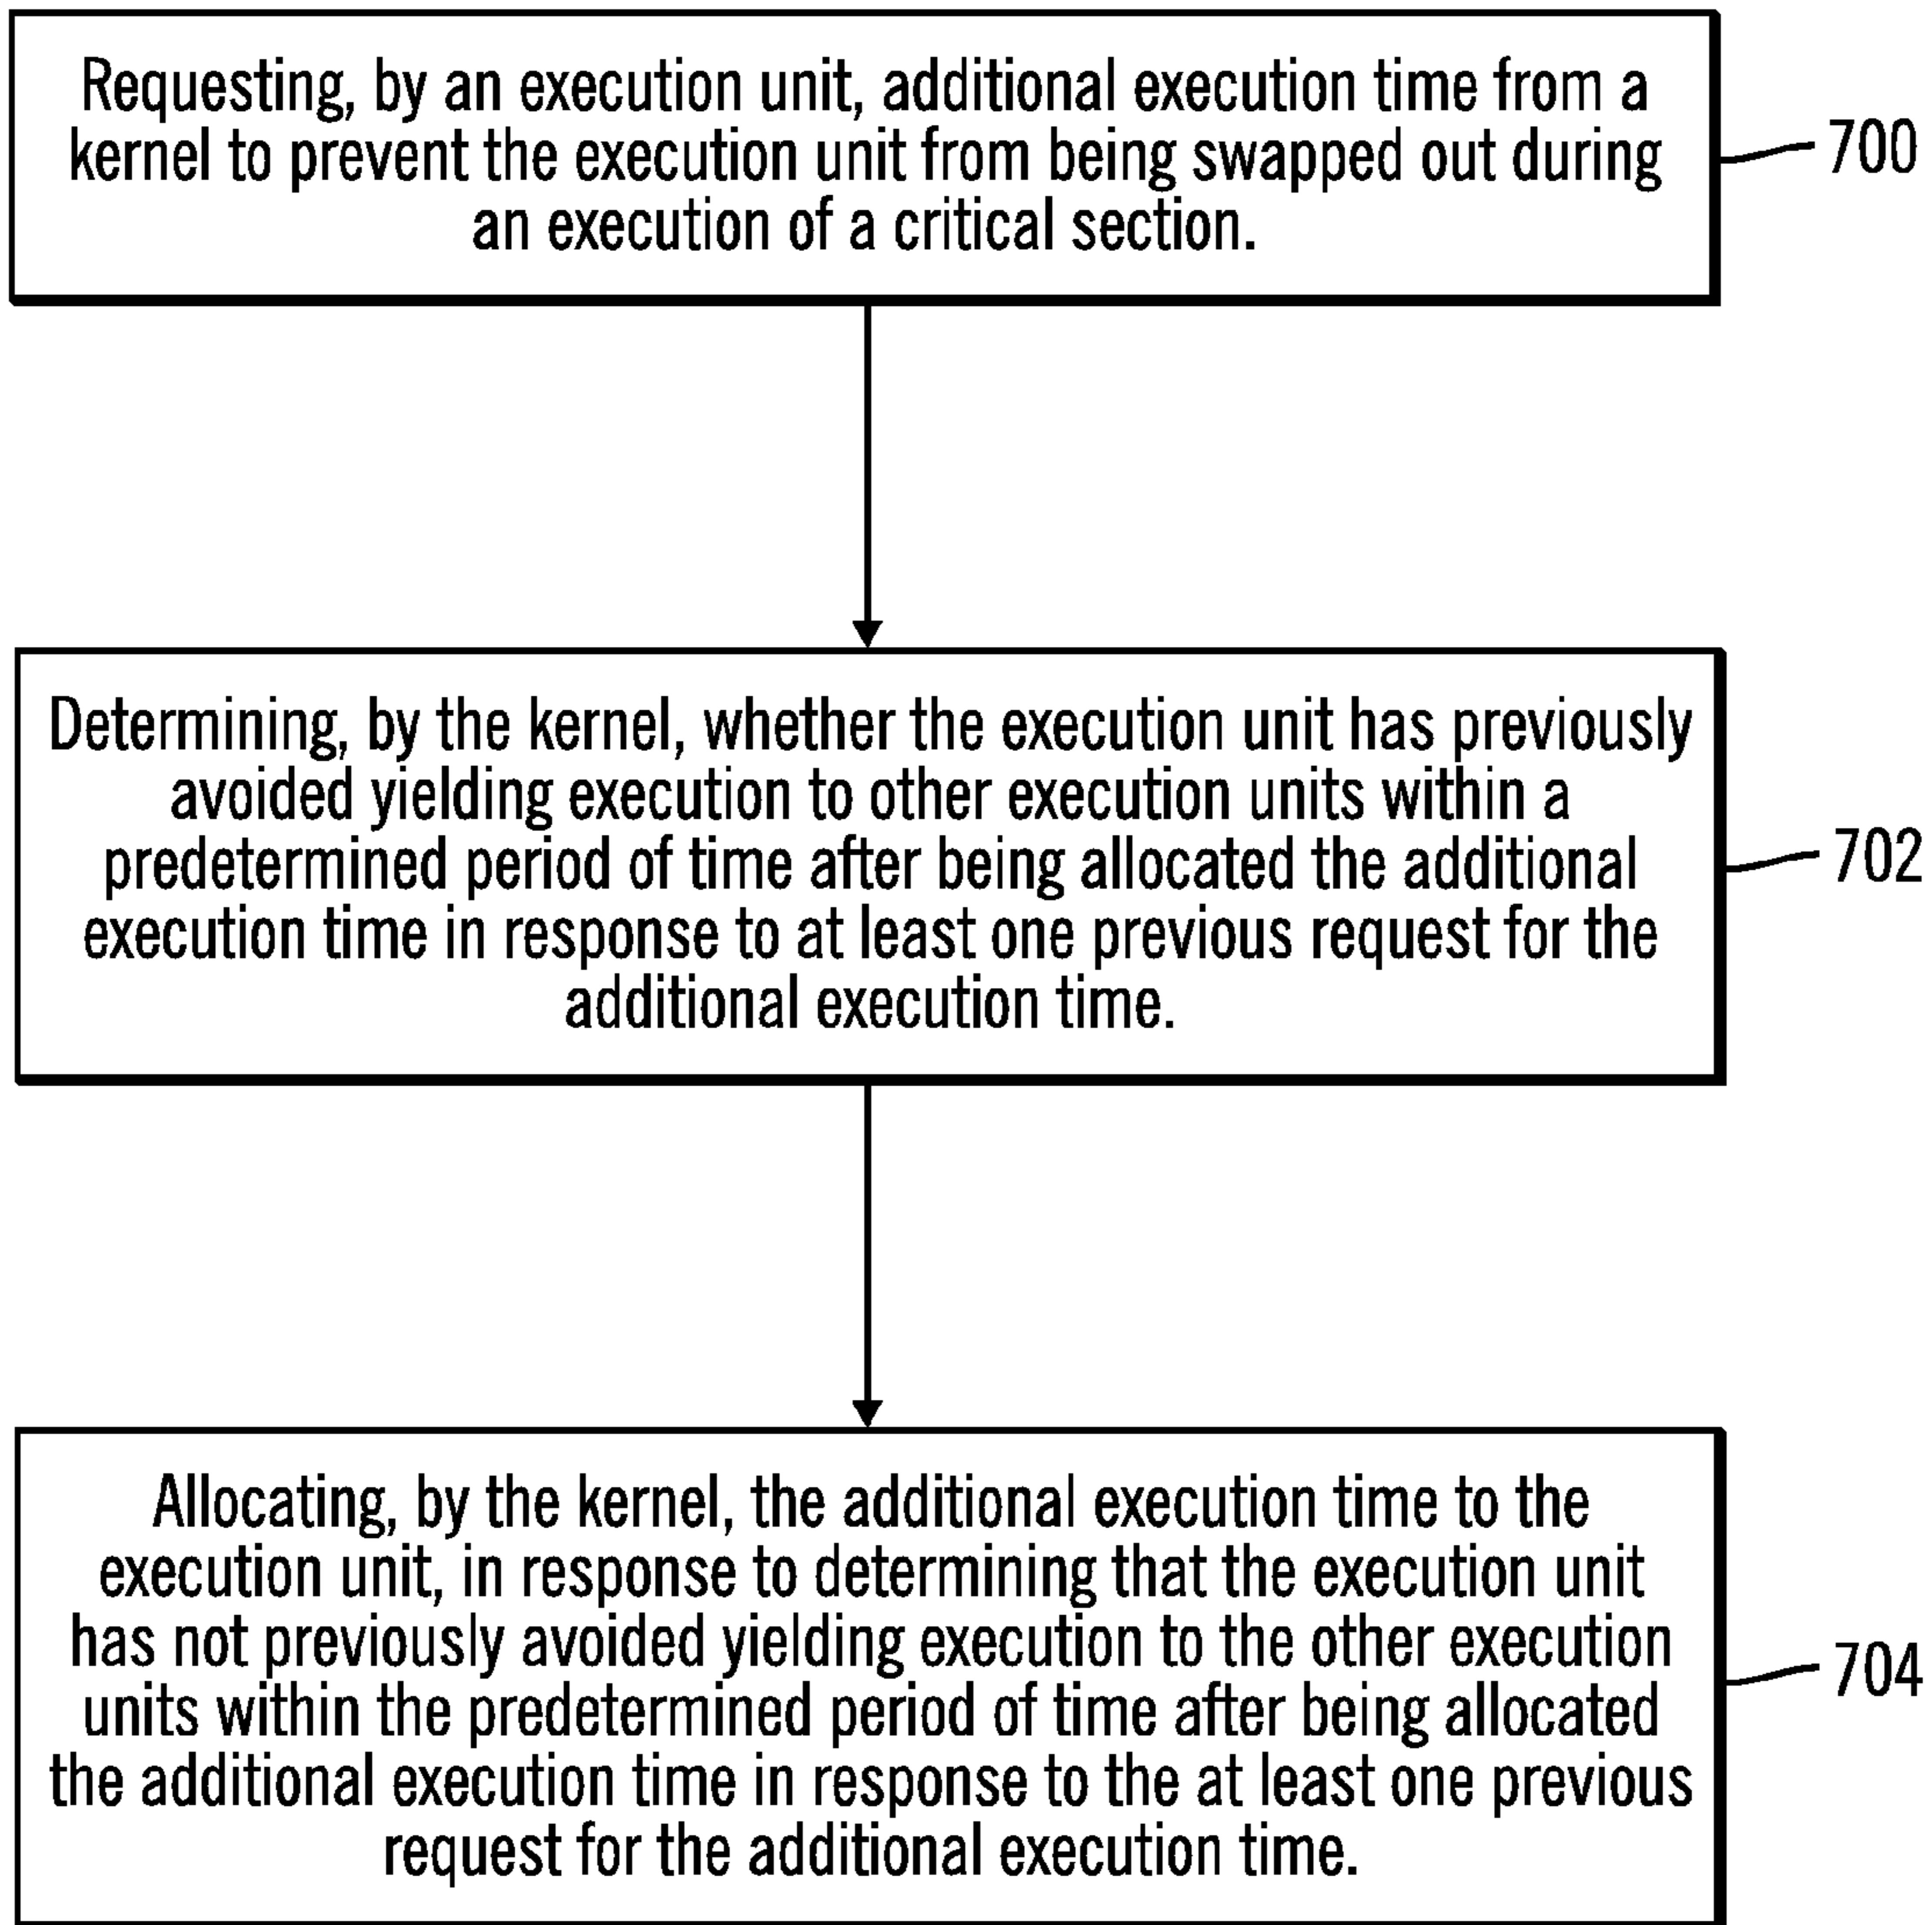 Requesting, by an execution unit, additional execution time from a
kernel to prevent the execution unit from being swapped out during
an execution of a critical section.
700
Determining, by the kernel, whether the execution unit has previously
avoided yielding execution to other execution units within a
predetermined period of time after being allocated the additional
execution time in response to at least one previous request for the
additional execution time.
702
Allocating, by the kernel, the additional execution time to the
execution unit, in response to determining that the execution unit
has not previously avoided yielding execution to the other execution
units within the predetermined period of time after being allocated
the additional execution time in response to the at least one previous
request for the additional execution time.
704